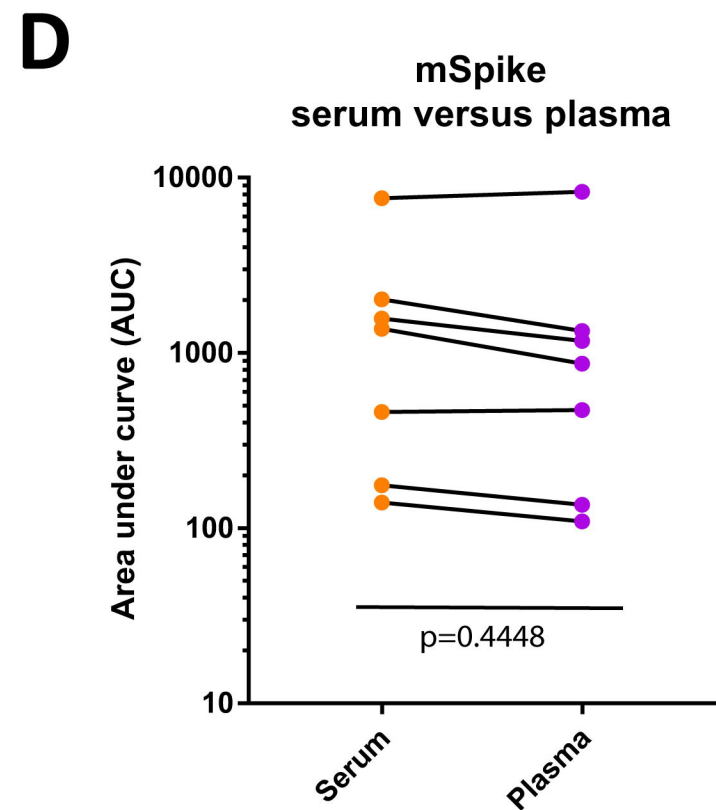 D
mSpike
serum versus plasma
Area under curve (AUC)
10000
1000
100
10
p=0.4448
Serum
Plasma